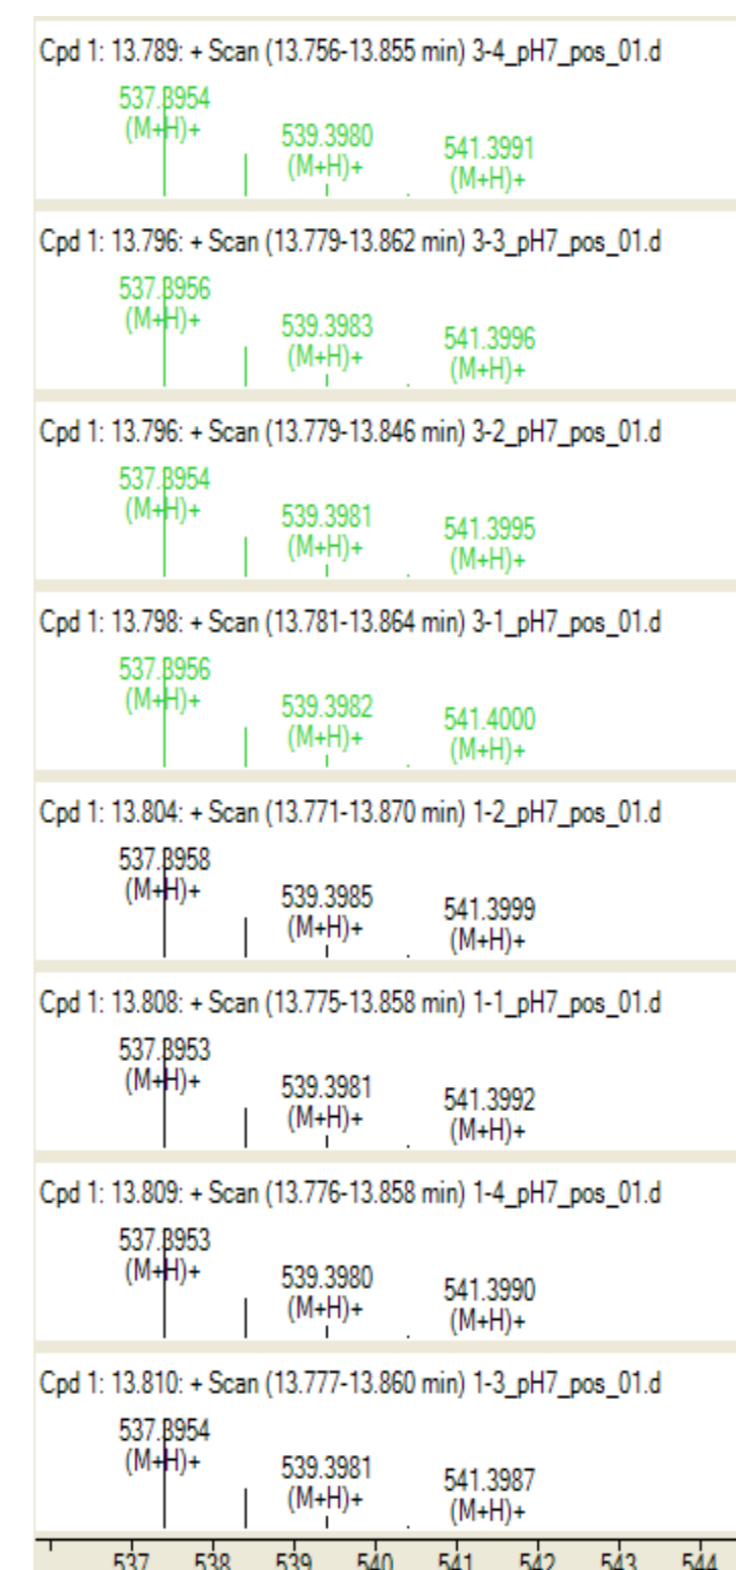 Cpd 1: 13.789: + Scan (13.756-13.855 min) 3-4_pH7_pos_01.d
537.3954
(M+H)+
539.3980
(M+H)+
541.3991
(M+H)+
Cpd 1: 13.796: + Scan (13.779-13.862 min) 3-3_pH7_pos_01.d
537.3956
(M+H)+
539.3983
(M+H)+
541.3996
(M+H)+
Cpd 1: 13.796: + Scan (13.779-13.846 min) 3-2_pH7_pos_01.d
537.3954
(M+H)+
539.3981
(M+H)+
541.3995
(M+H)+
Cpd 1: 13.798: + Scan (13.781-13.864 min) 3-1_pH7_pos_01.d
537.3956
(M+H)+
539.3982
(M+H)+
541.4000
(M+H)+
Cpd 1: 13.804: + Scan (13.771-13.870 min) 1-2_pH7_pos_01.d
537.3958
(M+H)+
539.3985
(M+H)+
541.3999
(M+H)+
Cpd 1: 13.808: + Scan (13.775-13.858 min) 1-1_pH7_pos_01.d
537.3953
(M+H)+
539.3981
(M+H)+
541.3992
(M+H)+
Cpd 1: 13.809: + Scan (13.776-13.858 min) 1-4_pH7_pos_01.d
537.3953
(M+H)+
539.3980
(M+H)+
541.3990
(M+H)+
Cpd 1: 13.810: + Scan (13.777-13.860 min) 1-3_pH7_pos_01.d
537.3954
(M+H)+
539.3981
(M+H)+
541.3987
(M+H)+
537 538 539 540 541 542 543 544